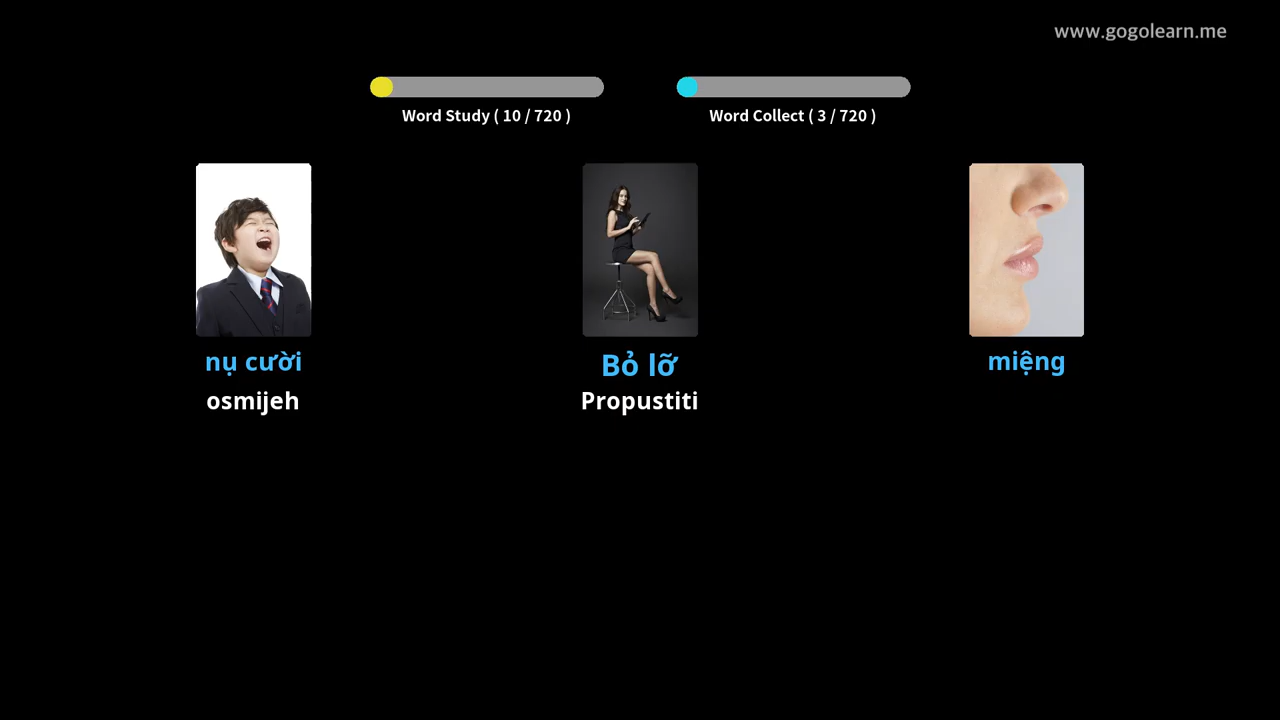 www.gogolearn.me
Word Study ( 10 / 720 )
Word Collect ( 3 / 720 )
nụ cười
osmijeh
Bỏ lỡ
Propustiti
miệng